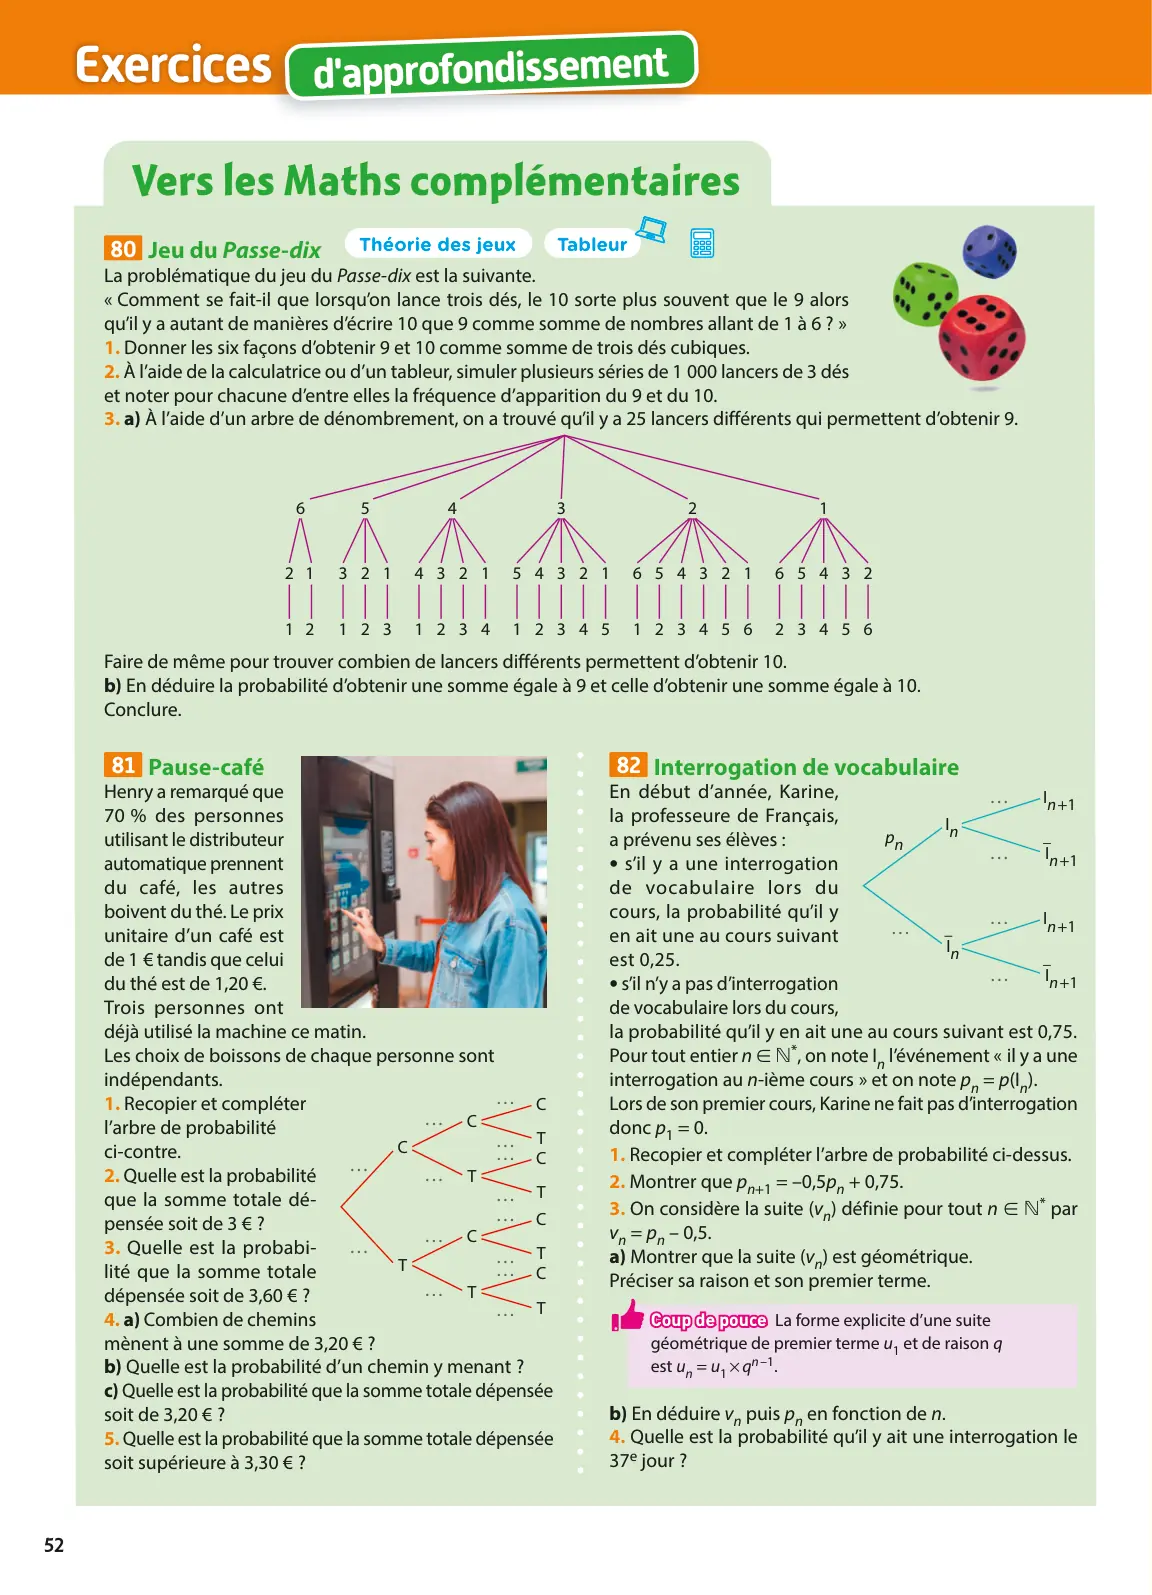 Exercices d'approfondissement
Vers les Maths complémentaires
80 Jeu du Passe-dix Théorie des jeux Tableur
La problématique du jeu du Passe-dix est la suivante.
« Comment se fait-il que lorsqu'on lance trois dés, le 10 sorte plus souvent que le 9 alors
qu'il y a autant de manières d'écrire 10 que 9 comme somme de nombres allant de 1 à 6 ? »
1. Donner les six façons d'obtenir 9 et 10 comme somme de trois dés cubiques.
2. À l'aide de la calculatrice ou d'un tableur, simuler plusieurs séries de 1 000 lancers de 3 dés
et noter pour chacune d'entre elles la fréquence d'apparition du 9 et du 10.
3. a) À l'aide d'un arbre de dénombrement, on a trouvé qu'il y a 25 lancers différents qui permettent d'obtenir 9.
6 5 4 3 2 1
2 1 3 2 1 4 3 2 1 5 4 3 2 1 6 5 4 3 2 1 6 5 4 3 2
1 2 1 2 3 1 2 3 4 1 2 3 4 5 1 2 3 4 5 6 2 3 4 5 6
Faire de même pour trouver combien de lancers différents permettent d'obtenir 10.
b) En déduire la probabilité d'obtenir une somme égale à 9 et celle d'obtenir une somme égale à 10.
Conclure.
81 Pause-café
Henry a remarqué que
70 % des personnes
utilisant le distributeur
automatique prennent
du café, les autres
boivent du thé. Le prix
unitaire d'un café est
de 1 € tandis que celui
du thé est de 1,20 €.
Trois personnes ont
déjà utilisé la machine ce matin.
Les choix de boissons de chaque personne sont
indépendants.
1. Recopier et compléter
l'arbre de probabilité
ci-contre.
2. Quelle est la probabilité
que la somme totale dé-
pensée soit de 3 € ?
3. Quelle est la probabi-
lité que la somme totale
dépensée soit de 3,60 € ?
4. a) Combien de chemins
mènent à une somme de 3,20 € ?
b) Quelle est la probabilité d'un chemin y menant ?
c) Quelle est la probabilité que la somme totale dépensée
soit de 3,20 € ?
5. Quelle est la probabilité que la somme totale dépensée
soit supérieure à 3,30 € ?
... C
... C
... T
... C
... C
... T
... T
... C
... C
... T
... T
... C
... T
... T
82 Interrogation de vocabulaire
En début d'année, Karine,
la professeure de Français,
a prévenu ses élèves :
• s'il y a une interrogation
de vocabulaire lors du
cours, la probabilité qu'il y
en ait une au cours suivant
est 0,25.
• s'il n'y a pas d'interrogation
de vocabulaire lors du cours,
la probabilité qu'il y en ait une au cours suivant est 0,75.
... Iₙ₊₁
pₙ Iₙ
... I̅ₙ₊₁
... Iₙ₊₁
... I̅ₙ
... I̅ₙ₊₁
Pour tout entier n ∈ ℕ*, on note Iₙ l'événement « il y a une
interrogation au n-ième cours » et on note pₙ = p(Iₙ).
Lors de son premier cours, Karine ne fait pas d'interrogation
donc p₁ = 0.
1. Recopier et compléter l'arbre de probabilité ci-dessus.
2. Montrer que pₙ₊₁ = –0,5pₙ + 0,75.
3. On considère la suite (vₙ) définie pour tout n ∈ ℕ* par
vₙ = pₙ – 0,5.
a) Montrer que la suite (vₙ) est géométrique.
Préciser sa raison et son premier terme.
Coup de pouce La forme explicite d'une suite
géométrique de premier terme u₁ et de raison q
est uₙ = u₁ × qⁿ⁻¹.
b) En déduire vₙ puis pₙ en fonction de n.
4. Quelle est la probabilité qu'il y ait une interrogation le
37e jour ?
52